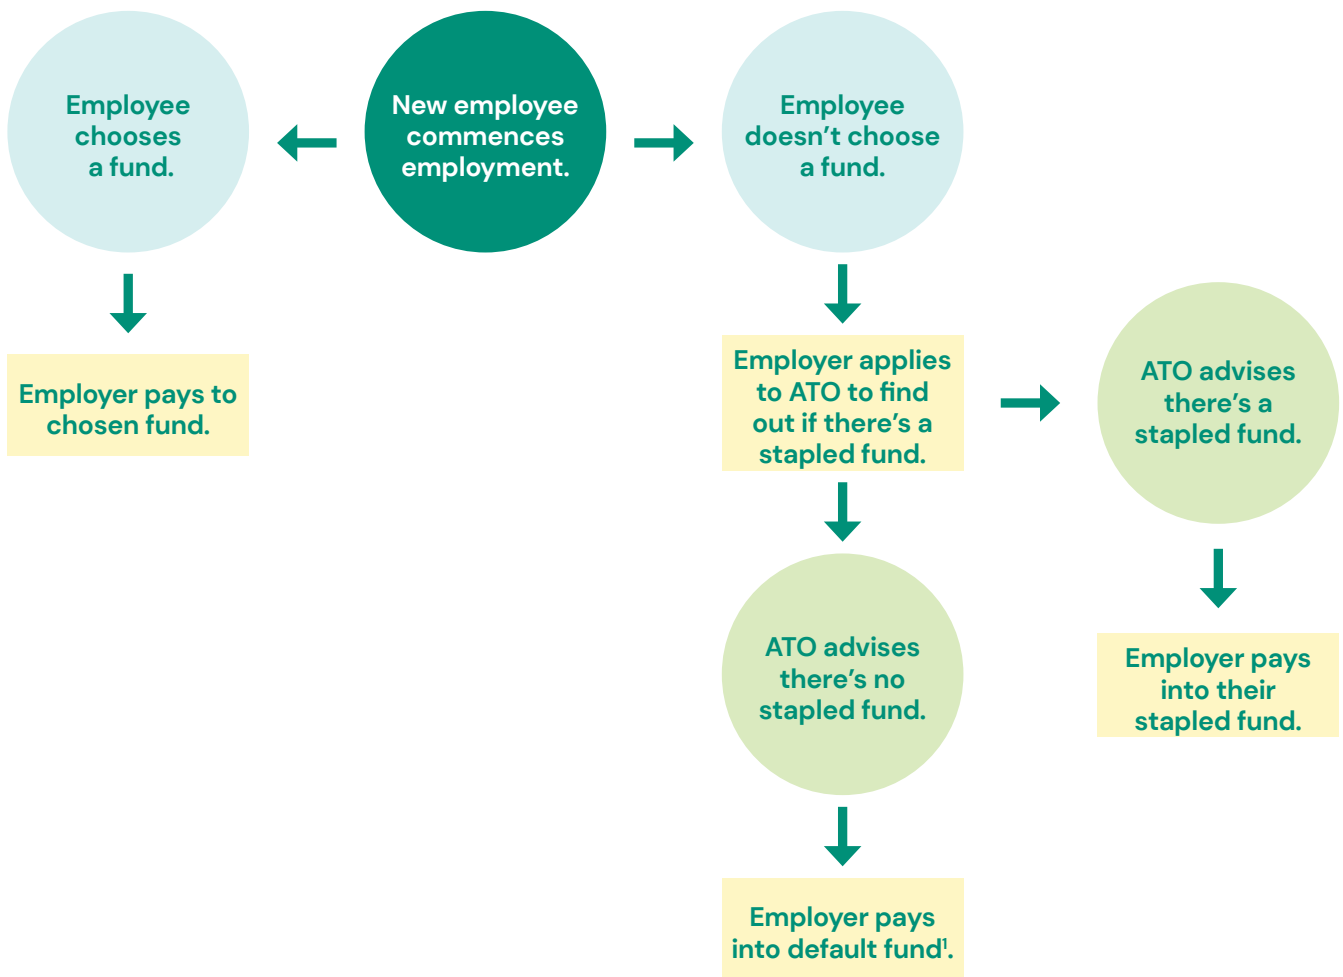 Employee
chooses
a fund.
New employee
commences
employment.
Employee
doesn’t choose
a fund.
Employer pays to
chosen fund.
Employer applies
to ATO to find
out if there’s a
stapled fund.
ATO advises
there’s a
stapled fund.
ATO advises
there’s no
stapled fund.
Employer pays
into their
stapled fund.
Employer pays
into default fund¹.